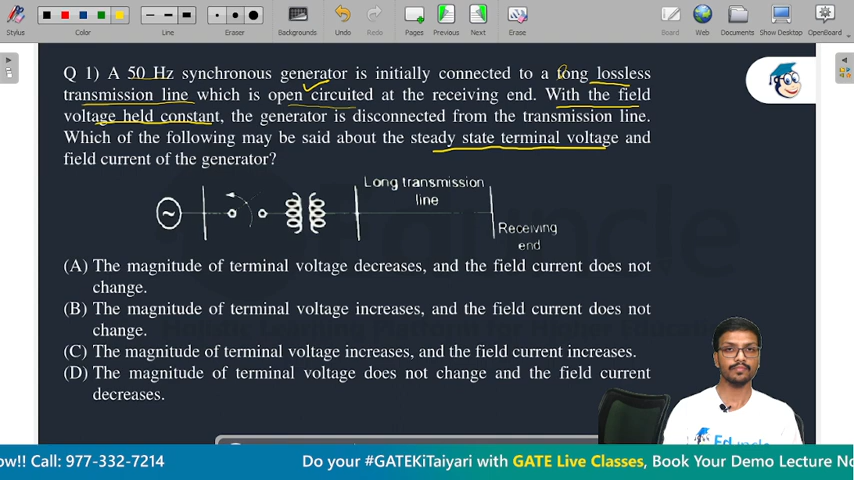 Stylus
Color
Line
Eraser
Backgrounds
Undo
Redo
Pages
Previous
Next
Erase
Board
Web
Documents
Show Desktop
OpenBoard
Q 1) A 50 Hz synchronous generator is initially connected to a long lossless
transmission line which is open circuited at the receiving end. With the field
voltage held constant, the generator is disconnected from the transmission line.
Which of the following may be said about the steady state terminal voltage and
field current of the generator?
Long transmission
line
Receiving
end
(A) The magnitude of terminal voltage decreases, and the field current does not
change.
(B) The magnitude of terminal voltage increases, and the field current does not
change.
(C) The magnitude of terminal voltage increases, and the field current increases.
(D) The magnitude of terminal voltage does not change and the field current
decreases.
ow!! Call: 977-332-7214
Do your #GATEKiTaiyari with GATE Live Classes, Book Your Demo Lecture No